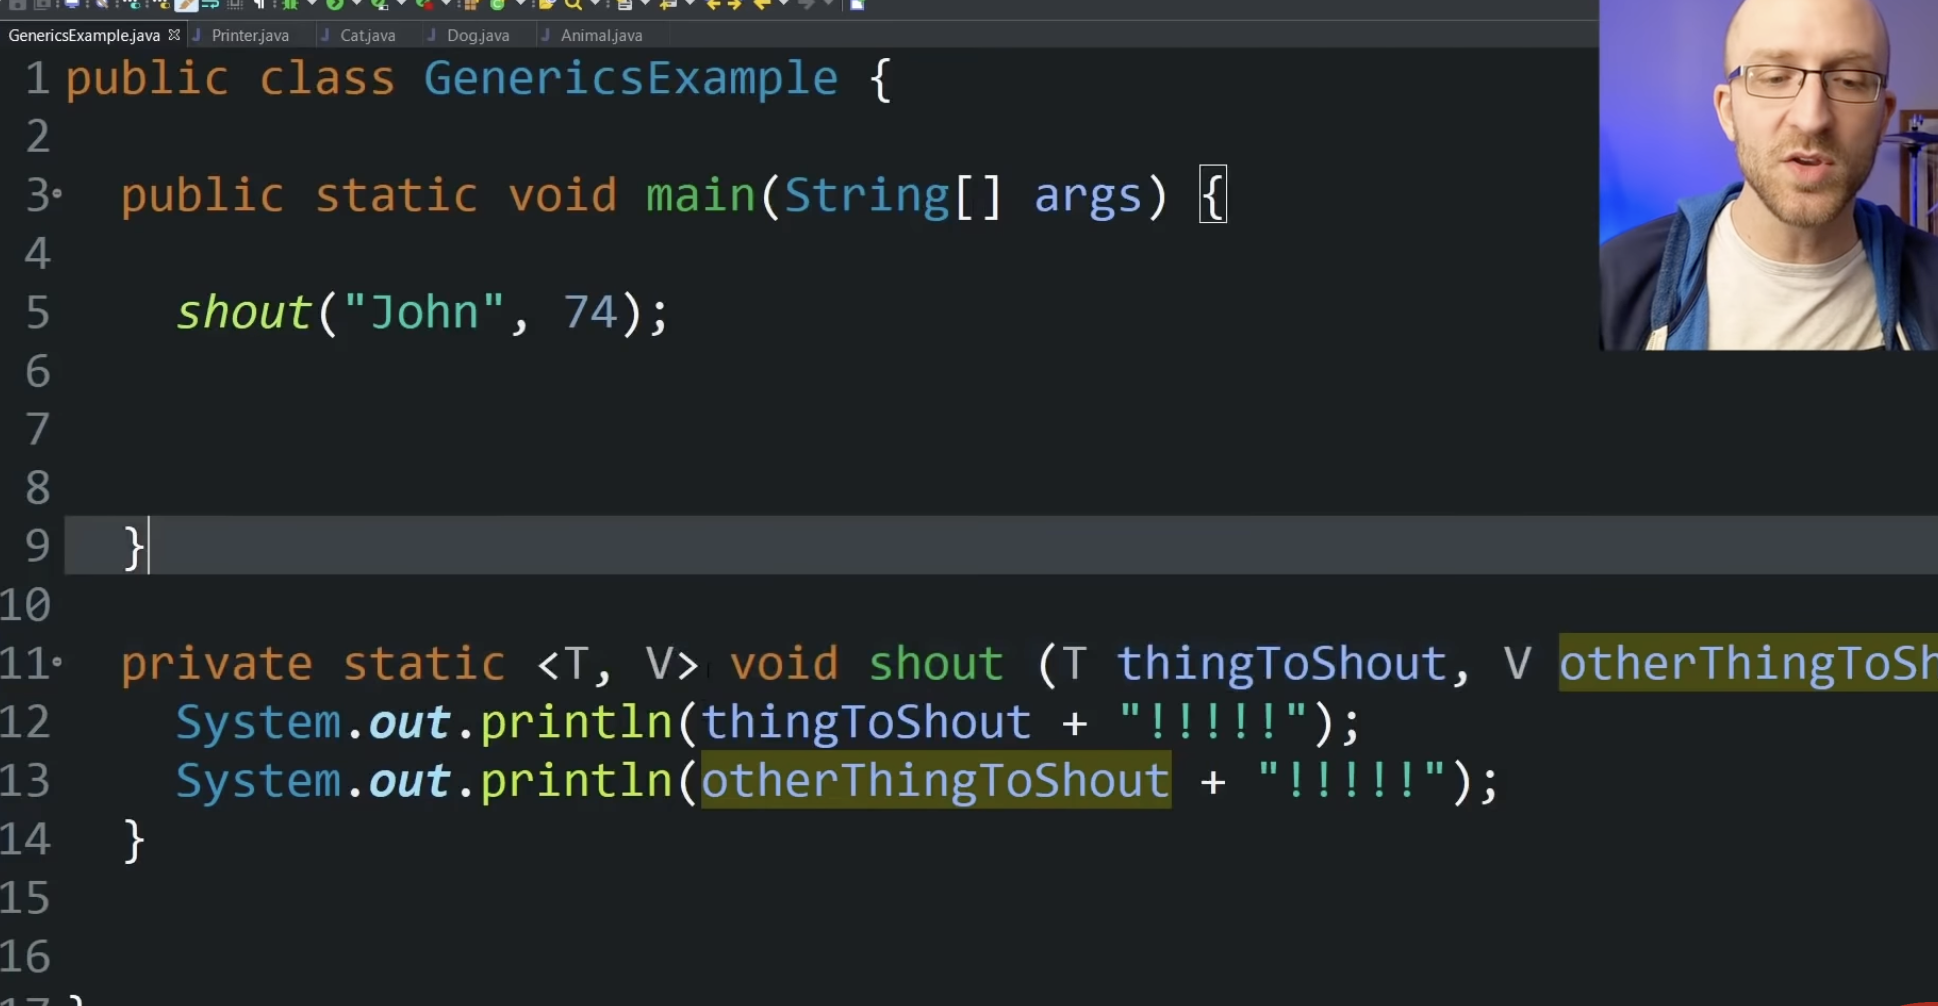 GenericsExample.java Printer.java Cat.java Dog.java Animal.java
1 public class GenericsExample {
2
3 public static void main(String[] args) {
4
5 shout("John", 74);
6
7
8
9 }
10
11 private static <T, V> void shout (T thingToShout, V otherThingToSh
12 System.out.println(thingToShout + "!!!!!");
13 System.out.println(otherThingToShout + "!!!!!");
14 }
15
16
17 }